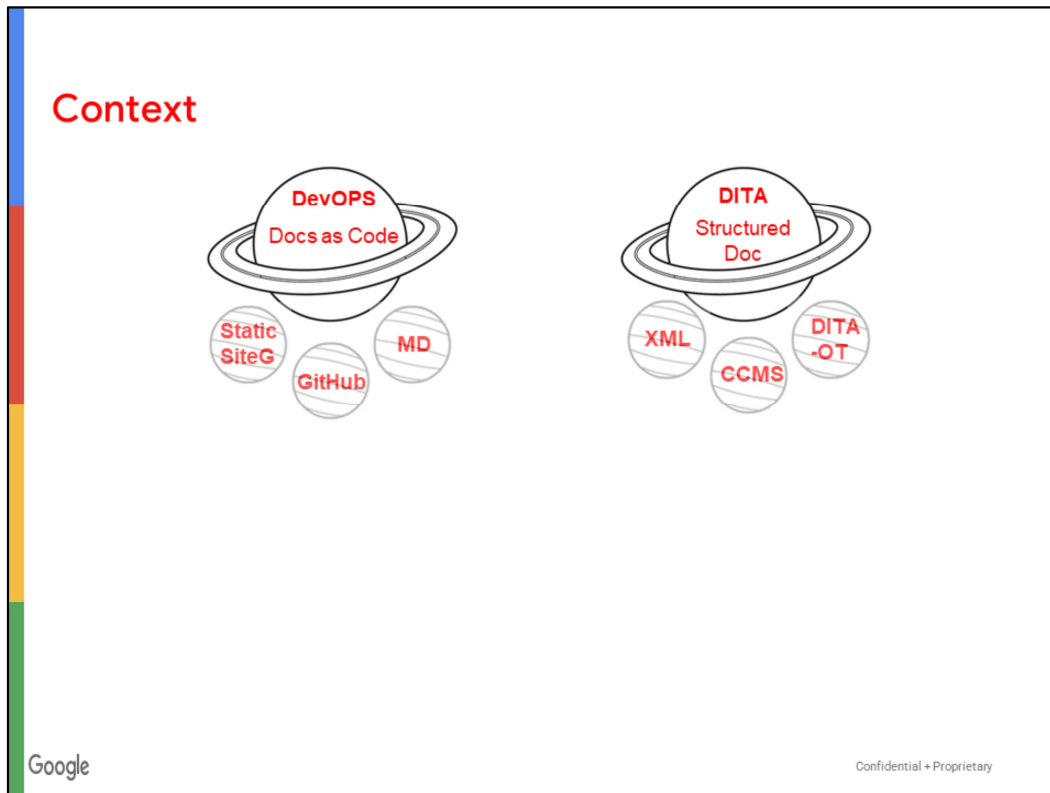 Context
DevOPS
Docs as Code
Static
SiteG
GitHub
MD
DITA
Structured
Doc
XML
CCMS
DITA
-OT
Google
Confidential + Proprietary